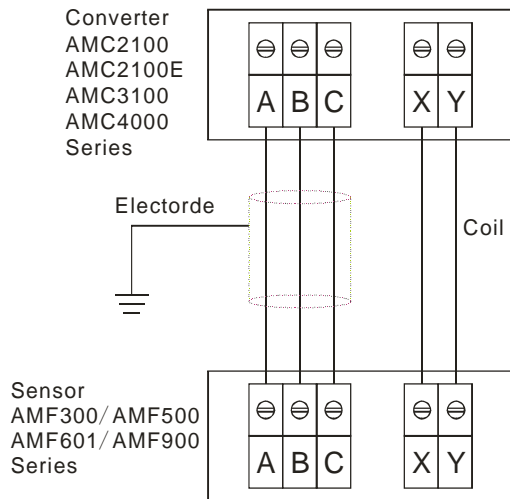 Converter
AMC2100
AMC2100E
AMC3100
AMC4000
Series
A B C X Y
Electorde
Coil
Sensor
AMF300/AMF500
AMF601/AMF900
Series
A B C X Y